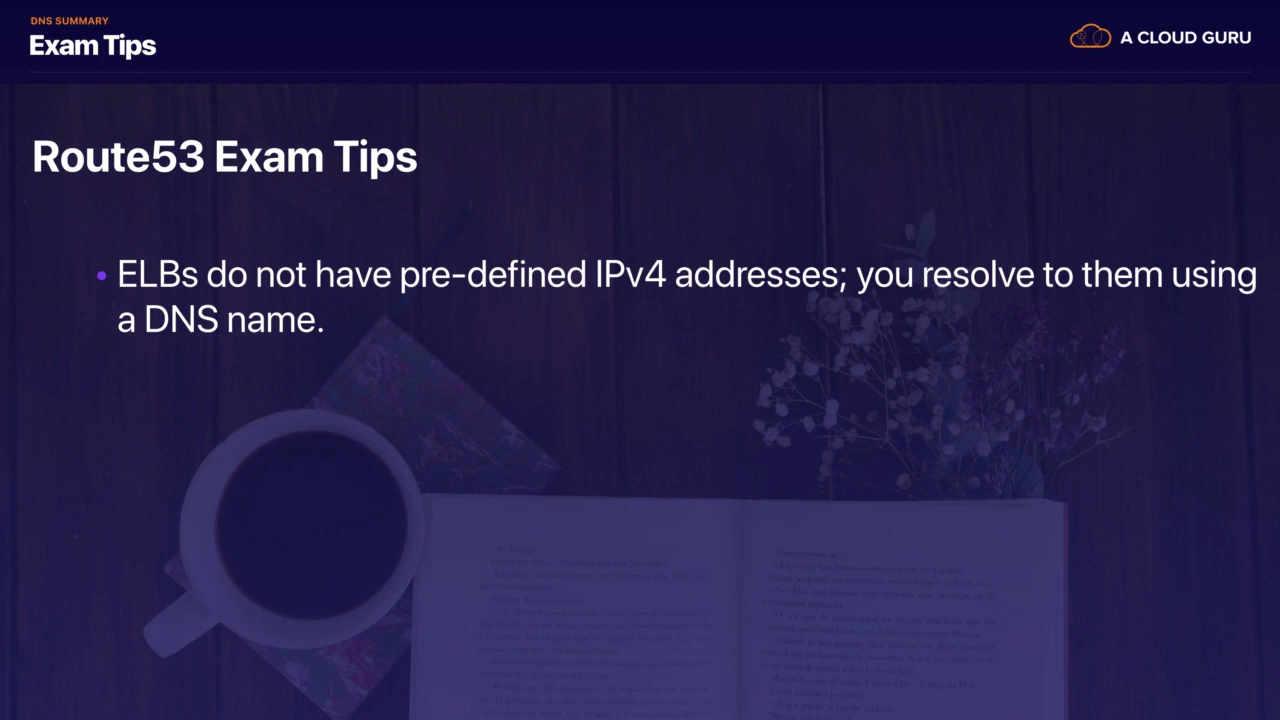 DNS SUMMARY
Exam Tips
A CLOUD GURU
Route53 Exam Tips
• ELBs do not have pre-defined IPv4 addresses; you resolve to them using
a DNS name.